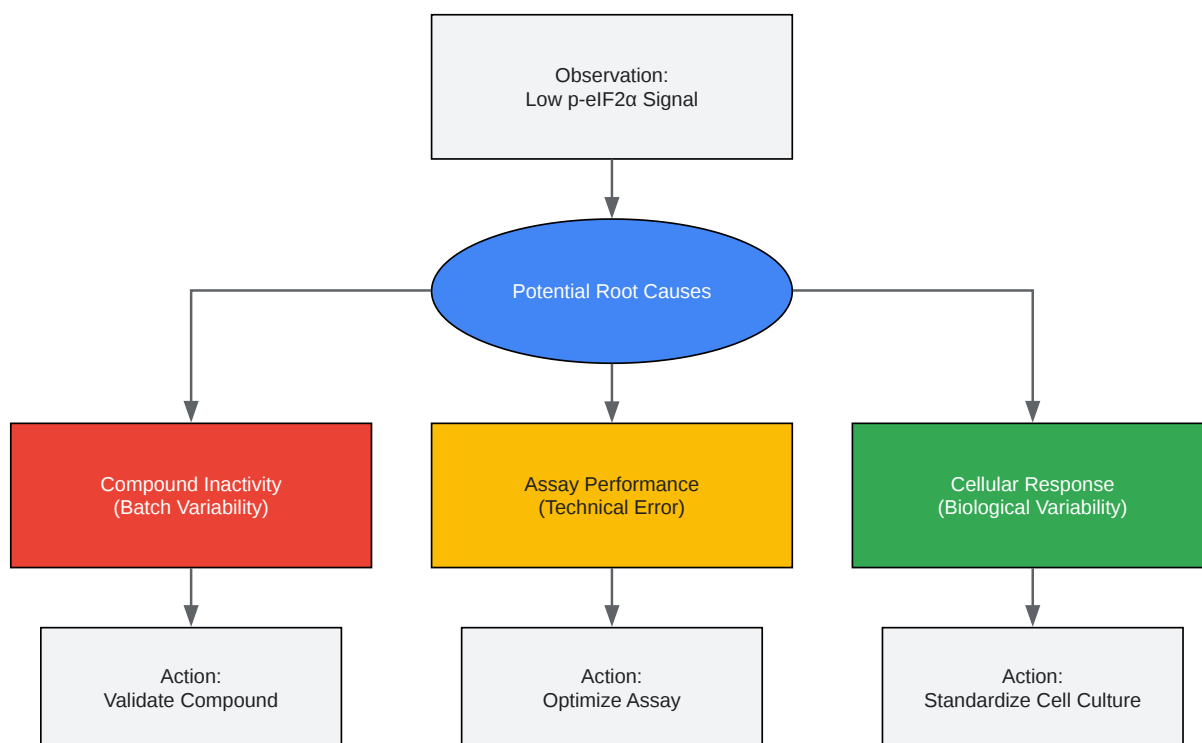 Observation:
Low p-eIF2α Signal
Potential Root Causes
Compound Inactivity
(Batch Variability)
Assay Performance
(Technical Error)
Cellular Response
(Biological Variability)
Action:
Validate Compound
Action:
Optimize Assay
Action:
Standardize Cell Culture